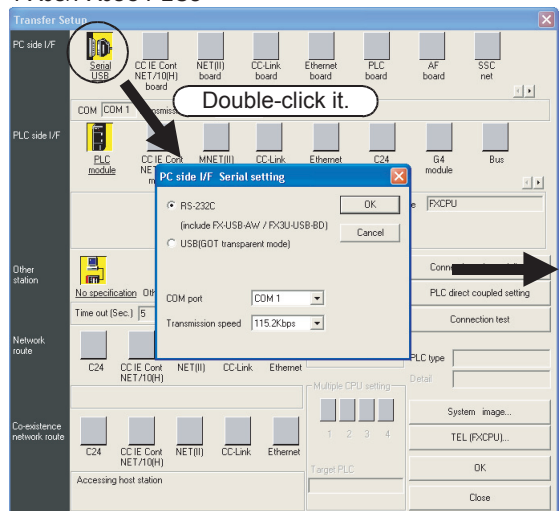 Transfer Setup
PC side I/F
Serial
USB
CC IE Cont
NET/10(H)
board
NET(II)
board
CC-Link
board
Ethernet
board
PLC
board
AF
board
SSC
net
COM
COM 1
Double-click it.
PLC side I/F
PLC
module
CC IE Cont
MNET(II)
CC-Link
Ethernet
C24
G4
module
Bus
PC side I/F Serial setting
RS-232C
(include FX-USB-AW / FX3U-USB-BD)
USB(GOT transparent mode)
OK
Cancel
COM port
COM 1
Transmission speed
115.2Kbps
FXCPU
Other
station
No specification
Time out (Sec.)
5
PLC direct coupled setting
Connection test
Network
route
C24
CC IE Cont
NET/10(H)
NET(II)
CC-Link
Ethernet
PLC type
Detail
Multiple CPU setting
1 2 3 4
Target PLC
System image...
TEL (FXCPU)...
OK
Close
Co-existence
network route
C24
CC IE Cont
NET/10(H)
NET(II)
CC-Link
Ethernet
Accessing host station